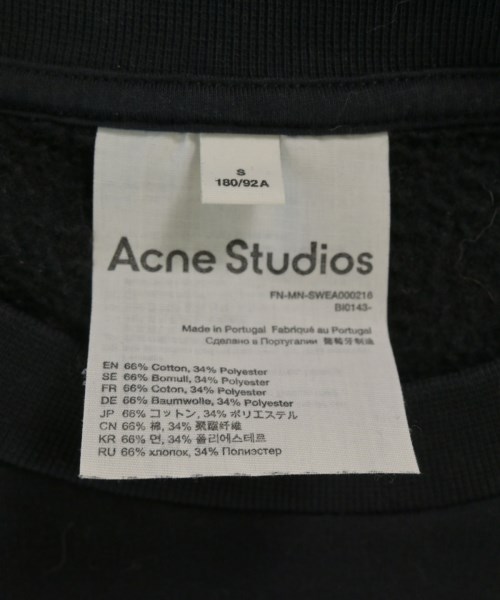 S
180/92A
Acne Studios
FN-MN-SWEA000216
BI0143-
Made in Portugal Fabriqué au Portugal
Сделано в Португалии 葡萄牙制造
EN 66% Cotton, 34% Polyester
SE 66% Bomull, 34% Polyester
FR 66% Coton, 34% Polyester
DE 66% Baumwolle, 34% Polyester
JP 66% コットン, 34% ポリエステル
CN 66% 棉, 34% 聚酯纤维
KR 66% 면, 34% 폴리에스테르
RU 66% хлопок, 34% Полиэстер